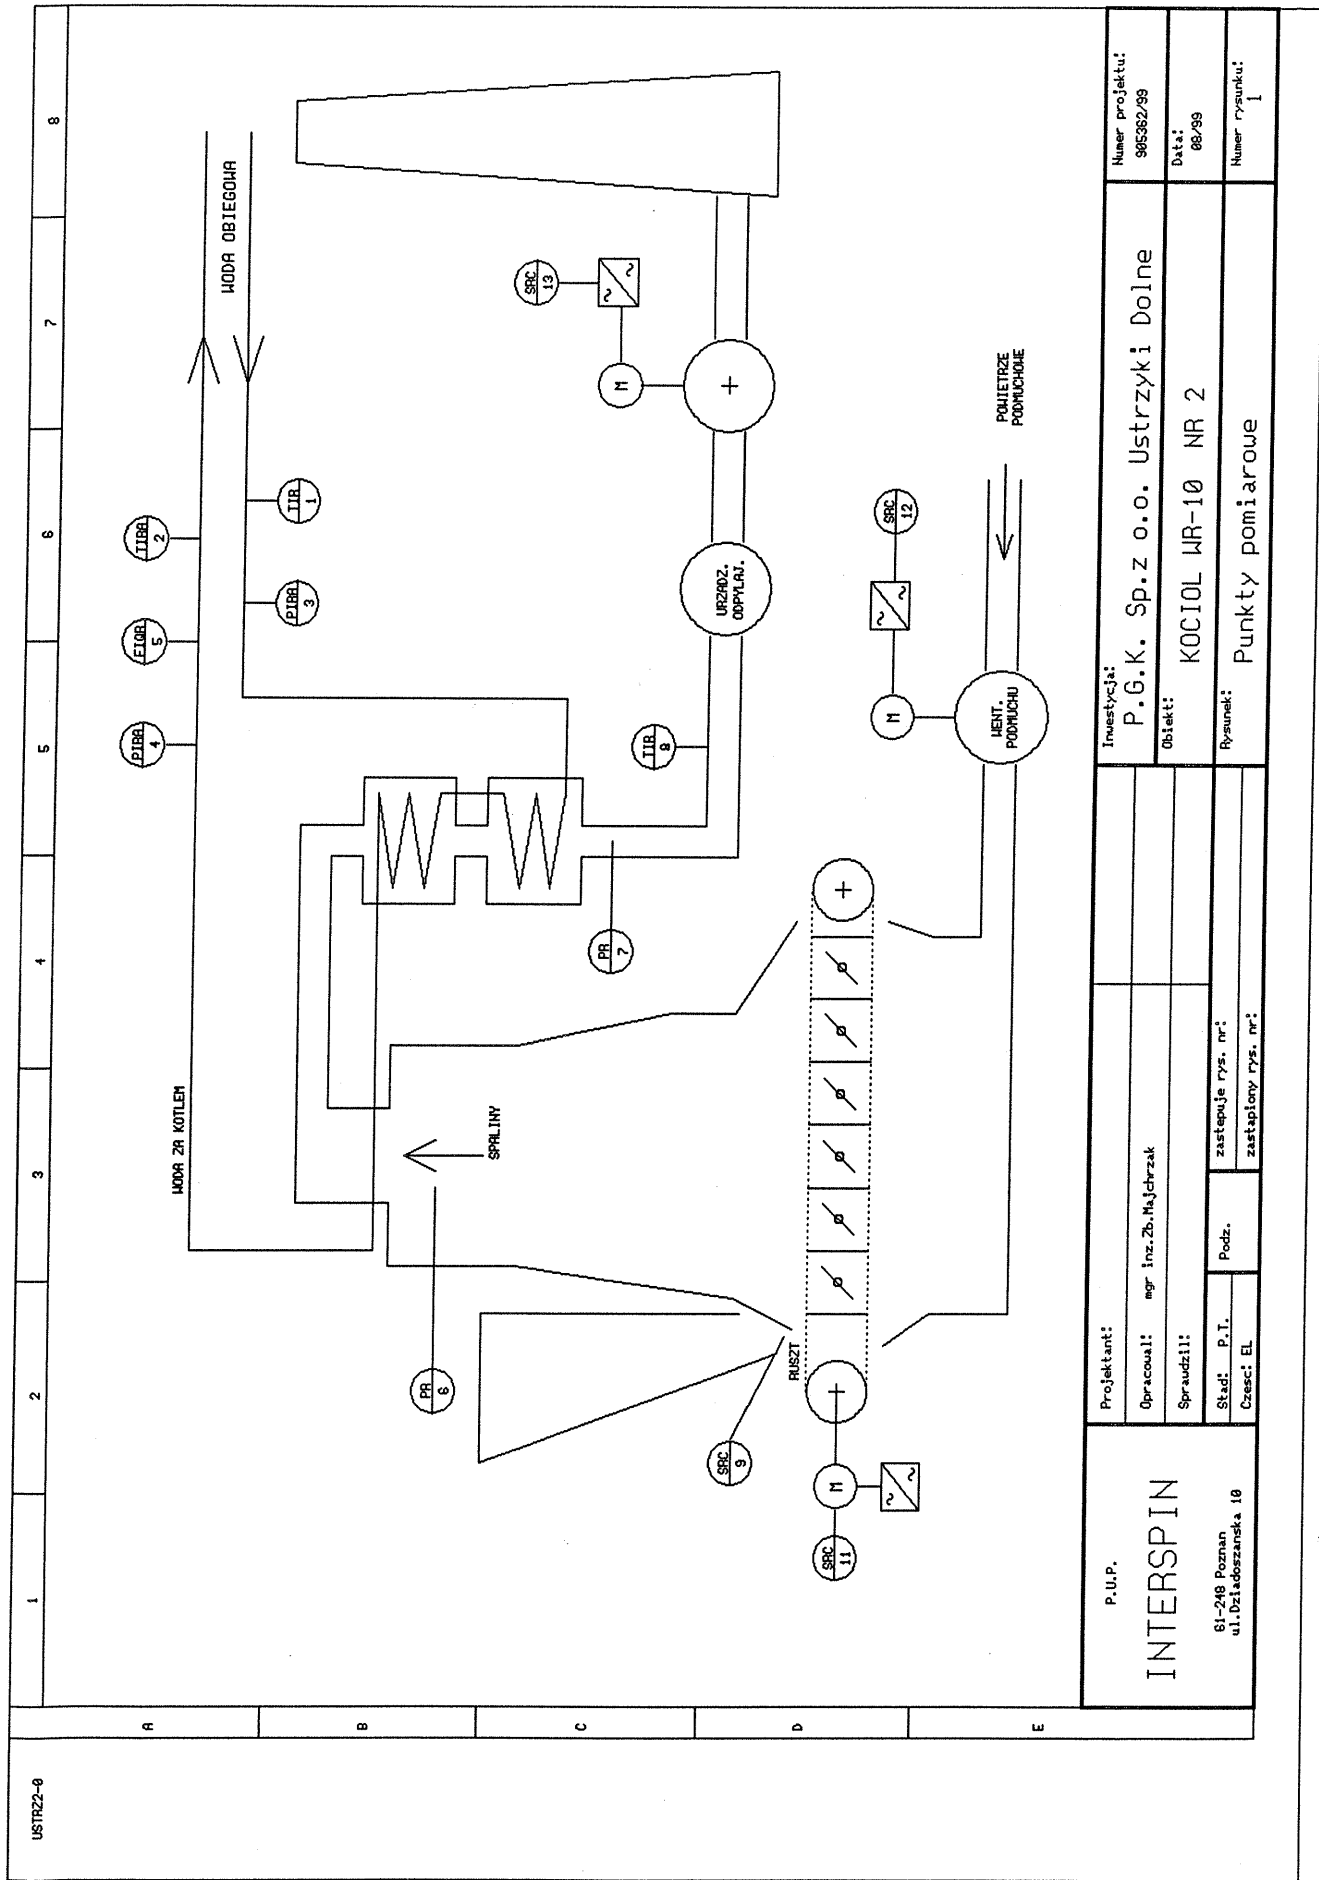 USTRZ2-0
1 2 3 4 5 6 7 8
A
B
C
D
E
WODA ZA KOTLEM
WODA OBIEGOWA
PIRA
4
FIQR
5
TIRA
2
PIRA
3
TIR
1
SPALINY
PR
6
PR
7
TIR
8
SRC
9
RUSZT
SRC
11
M
URZADZ.
ODPYLAJ.
M
SRC
13
WENT.
PODMUCHU
M
SRC
12
POWIETRZE
PODMUCHOWE
P.U.P.
INTERSPIN
61-248 Poznan
ul.Dziadoszanska 10
Projektant:
Opracowal: mgr inz.Zb.Majchrzak
Sprawdzil:
Stad: P.T.
Czesc: EL
Podz.
zastepuje rys. nr:
zastapiony rys. nr:
Inwestycja:
P.G.K. Sp.z o.o. Ustrzyki Dolne
Obiekt:
KOCIOL WR-10 NR 2
Rysunek:
Punkty pomiarowe
Numer projektu:
905362/99
Data:
08/99
Numer rysunku:
1